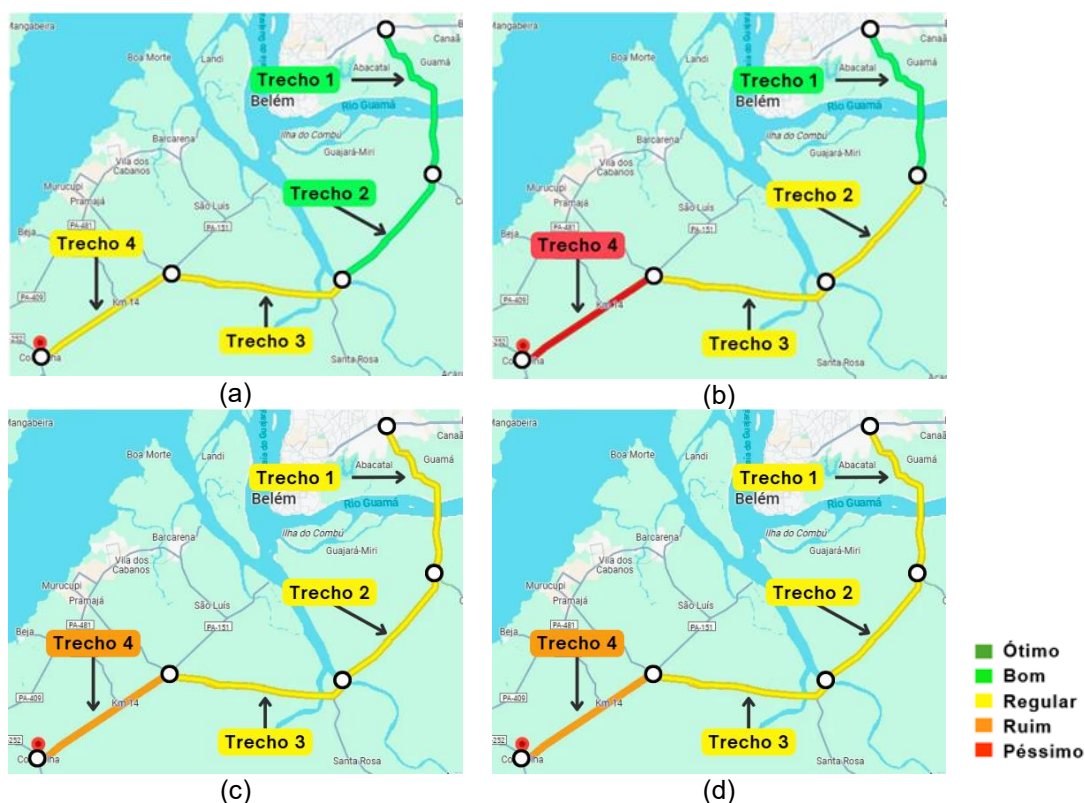 Mangabeira
Boa Morte
Landi
Baía do Guajará
Canaã
Abacatal
Guamá
Trecho 1
Belém
Rio Guamá
Ilha do Combú
Guajará-Miri
Barcarena
Vila dos
Cabanos
Murucupi
Pramajá
São Luís
Trecho 2
PA-481
PA-151
Beja
Trecho 4
PA-409
Km 14
Trecho 3
Santa Rosa
(a)
Mangabeira
Boa Morte
Landi
Canaã
Abacatal
Guamá
Trecho 1
Belém
Rio Guamá
Ilha do Combú
Guajará-Miri
Barcarena
Vila dos
Cabanos
Murucupi
Pramajá
São Luís
Trecho 2
PA-481
PA-151
Beja
Trecho 4
PA-409
Km 14
Trecho 3
Santa Rosa
(b)
Mangabeira
Boa Morte
Landi
Canaã
Abacatal
Guamá
Trecho 1
Belém
Rio Guamá
Ilha do Combú
Guajará-Miri
Barcarena
Vila dos
Cabanos
Murucupi
Pramajá
São Luís
Trecho 2
PA-481
PA-151
Beja
Trecho 4
PA-409
Km 14
Trecho 3
Santa Rosa
(c)
Mangabeira
Boa Morte
Landi
Canaã
Abacatal
Guamá
Trecho 1
Belém
Rio Guamá
Ilha do Combú
Guajará-Miri
Barcarena
Vila dos
Cabanos
Murucupi
Pramajá
São Luís
Trecho 2
PA-481
PA-151
Beja
Trecho 4
PA-409
Km 14
Trecho 3
Santa Rosa
(d)
Ótimo
Bom
Regular
Ruim
Péssimo